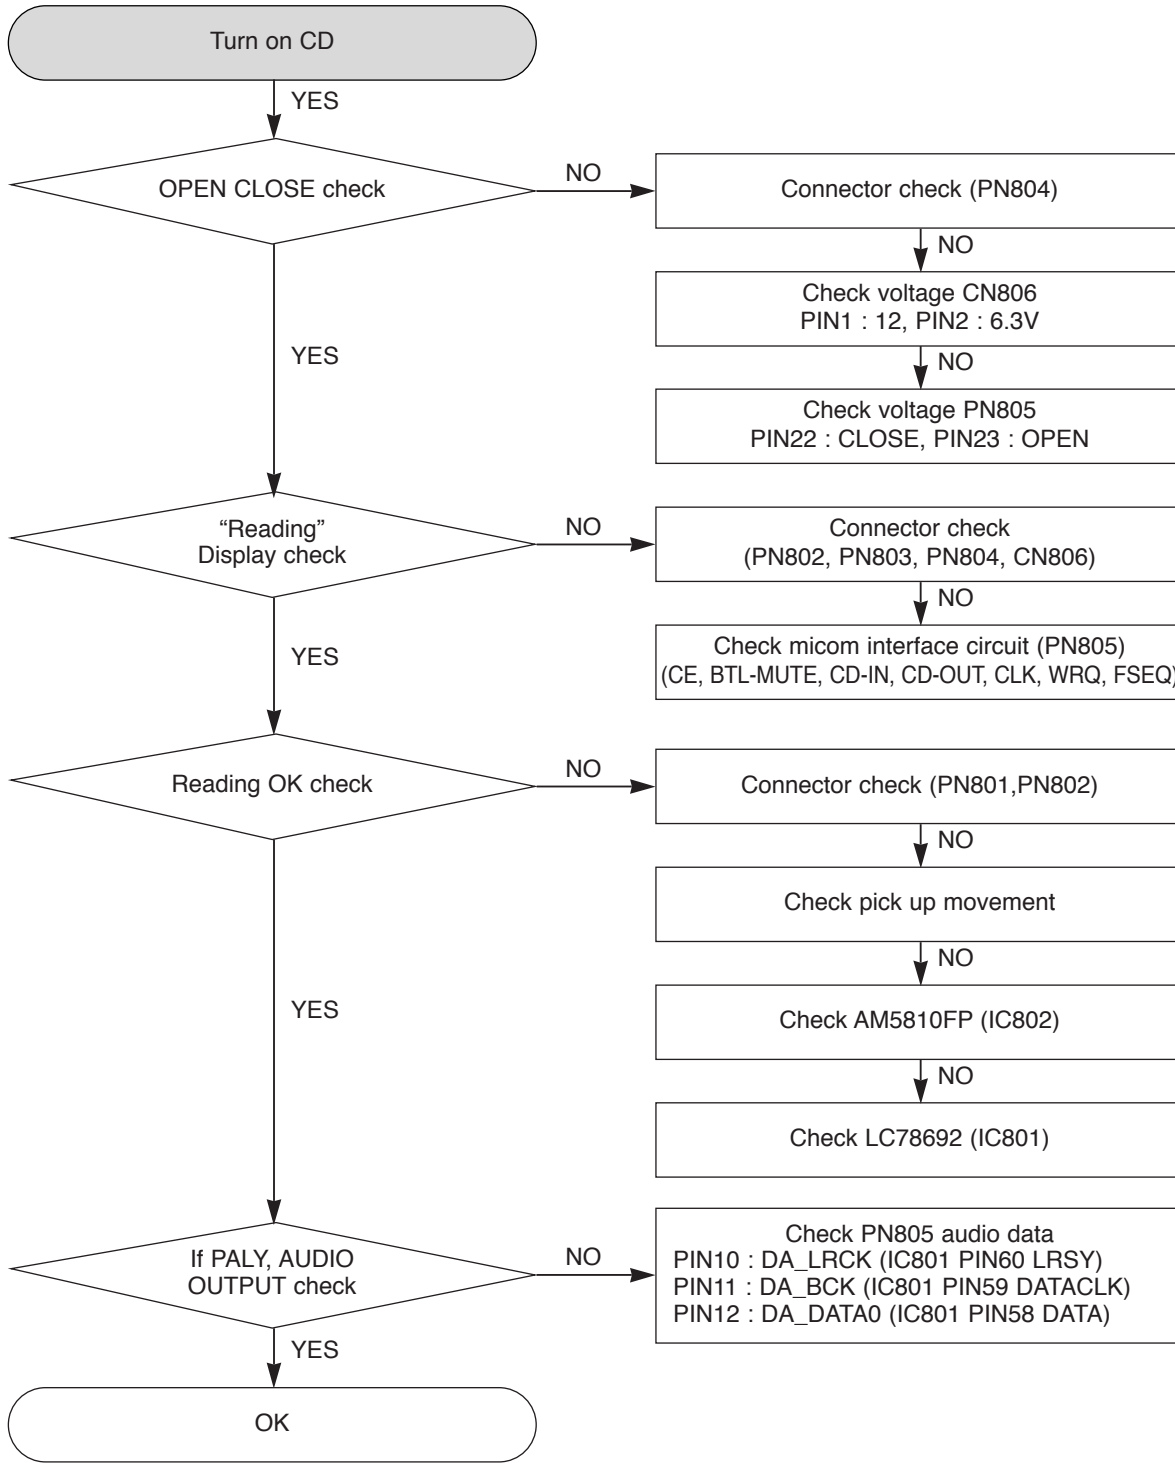 Turn on CD
YES
OPEN CLOSE check
NO
Connector check (PN804)
NO
Check voltage CN806
PIN1 : 12, PIN2 : 6.3V
NO
Check voltage PN805
PIN22 : CLOSE, PIN23 : OPEN
YES
“Reading”
Display check
NO
Connector check
(PN802, PN803, PN804, CN806)
NO
Check micom interface circuit (PN805)
(CE, BTL-MUTE, CD-IN, CD-OUT, CLK, WRQ, FSEQ)
YES
Reading OK check
NO
Connector check (PN801,PN802)
NO
Check pick up movement
NO
Check AM5810FP (IC802)
NO
Check LC78692 (IC801)
YES
If PALY, AUDIO
OUTPUT check
NO
Check PN805 audio data
PIN10 : DA_LRCK (IC801 PIN60 LRSY)
PIN11 : DA_BCK (IC801 PIN59 DATACLK)
PIN12 : DA_DATA0 (IC801 PIN58 DATA)
YES
OK